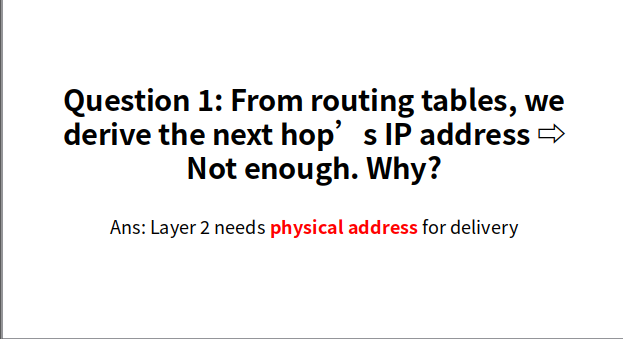 Question 1: From routing tables, we
derive the next hop’ s IP address ⇨
Not enough. Why?
Ans: Layer 2 needs physical address for delivery